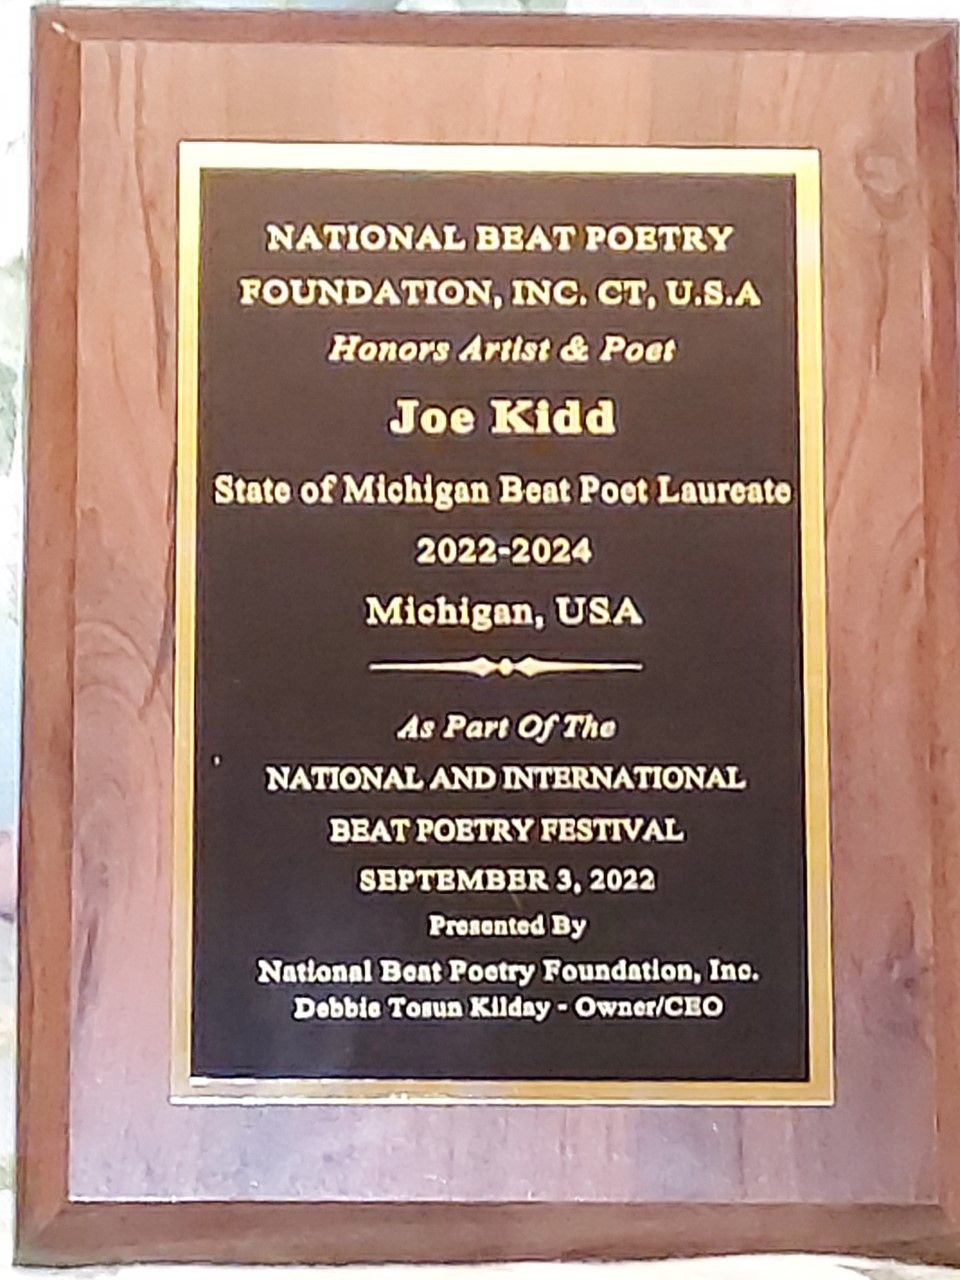 NATIONAL BEAT POETRY
FOUNDATION, INC. CT, U.S.A
Honors Artist & Poet
Joe Kidd
State of Michigan Beat Poet Laureate
2022-2024
Michigan, USA
As Part Of The
NATIONAL AND INTERNATIONAL
BEAT POETRY FESTIVAL
SEPTEMBER 3, 2022
Presented By
National Beat Poetry Foundation, Inc.
Debbie Tosun Kilday - Owner/CEO